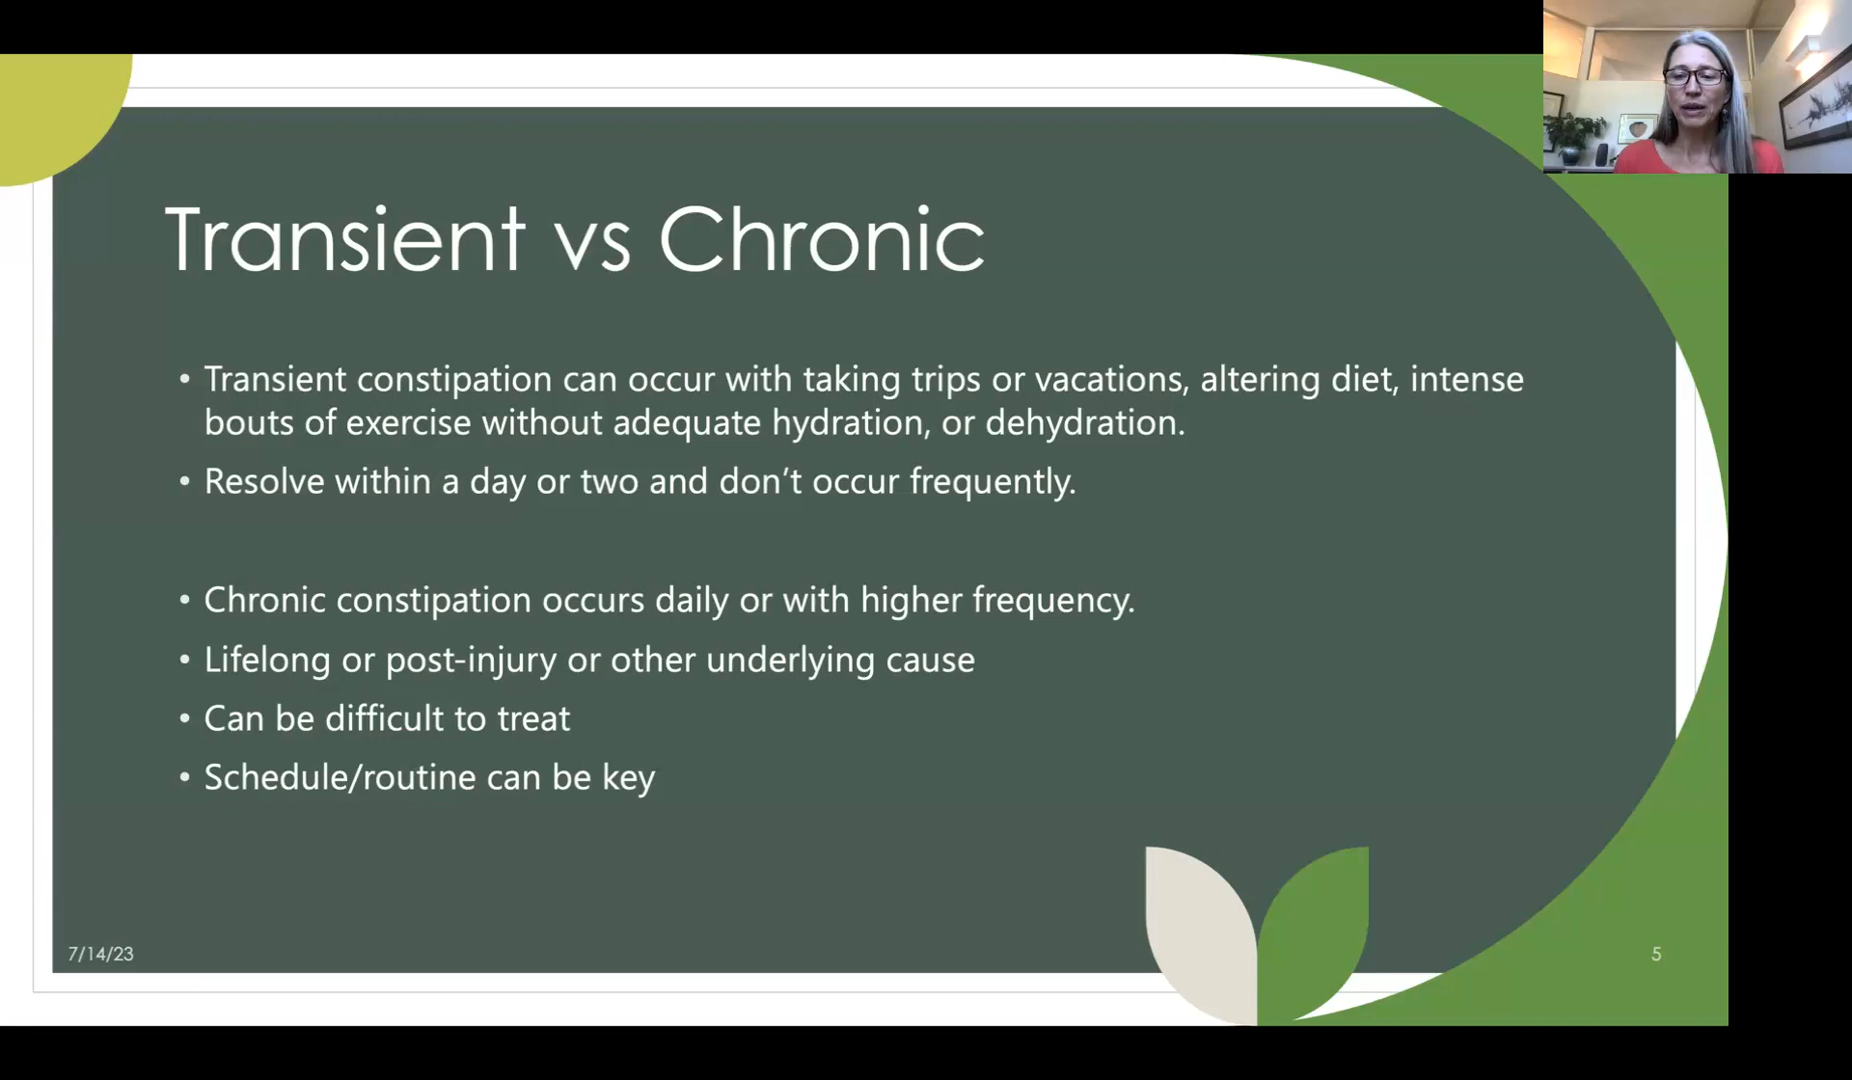 Transient vs Chronic
• Transient constipation can occur with taking trips or vacations, altering diet, intense
bouts of exercise without adequate hydration, or dehydration.
• Resolve within a day or two and don’t occur frequently.
• Chronic constipation occurs daily or with higher frequency.
• Lifelong or post-injury or other underlying cause
• Can be difficult to treat
• Schedule/routine can be key
7/14/23
5